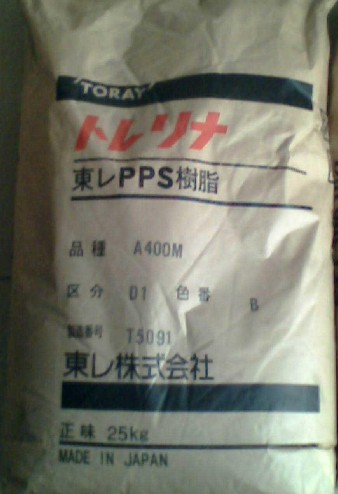 TORAY
トレリナ
東レPPS樹脂
品種 A400M
区分 01 色番 B
製造番号 T5091
東レ株式会社
正味 25kg
MADE IN JAPAN